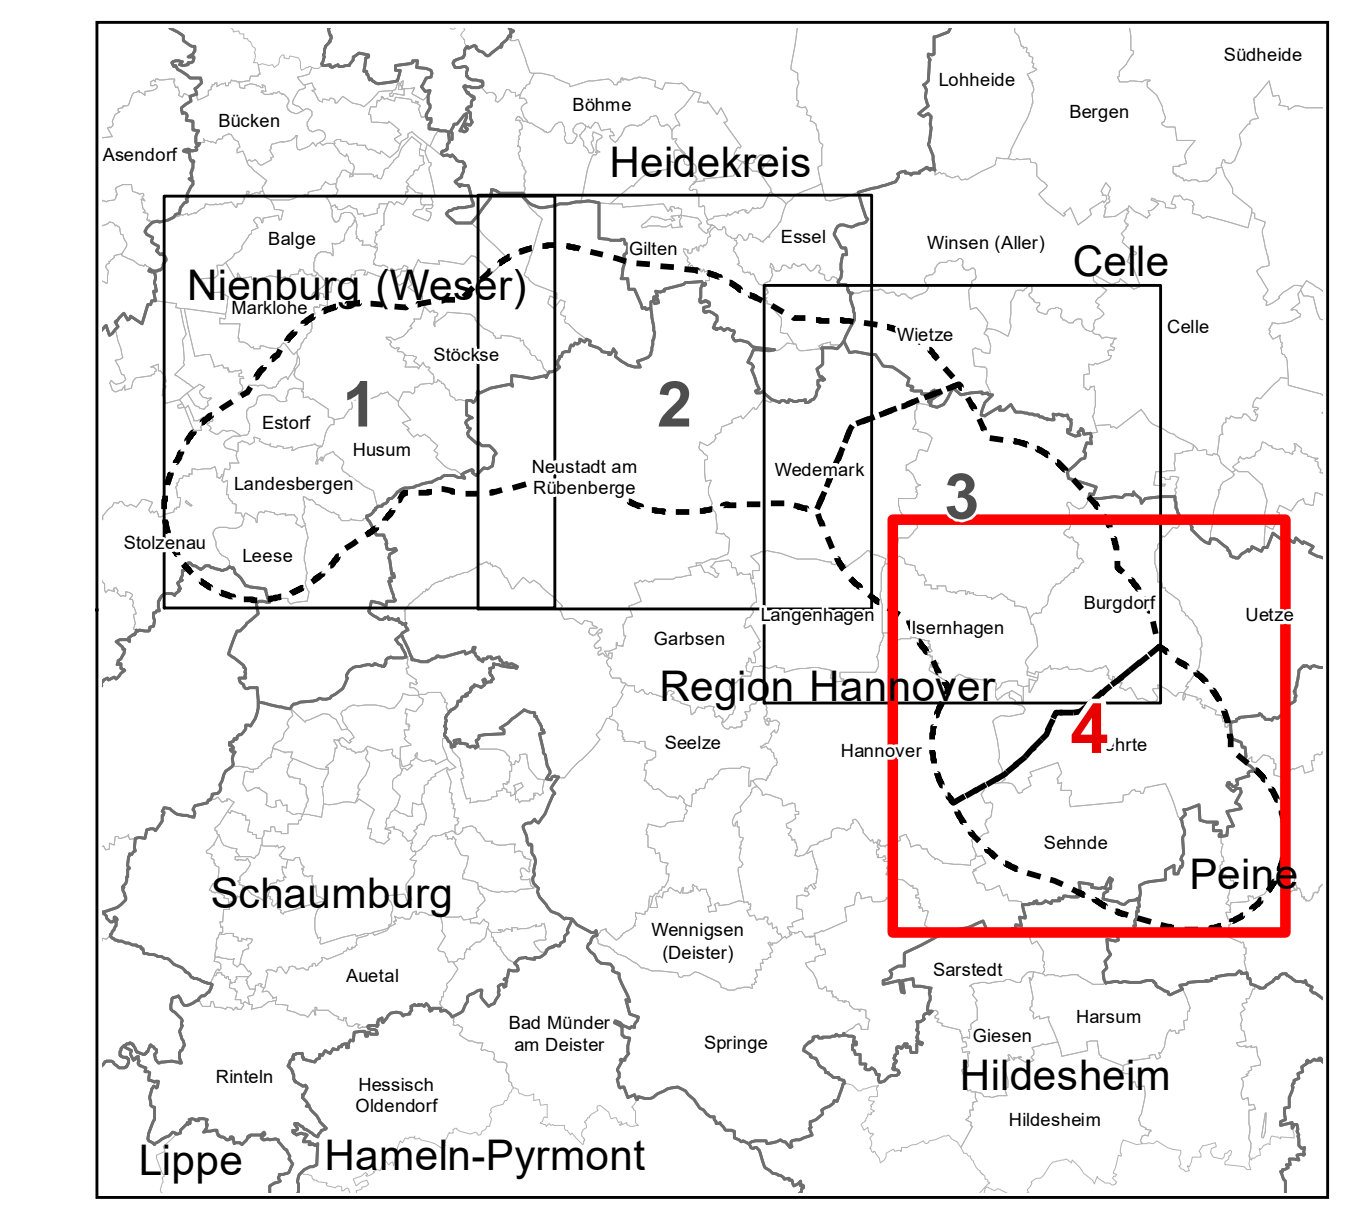 Südheide
Lohheide
Böhme
Bergen
Bücken
Asendorf
Heidekreis
Balge
Gilten
Essel
Winsen (Aller)
Celle
Nienburg (Weser)
Marklohe
Celle
Wietze
Stöckse
1
2
Estorf
Husum
Neustadt am
Rübenberge
Wedemark
Landesbergen
3
Stolzenau
Leese
Burgdorf
Langenhagen
Uetze
Isernhagen
Garbsen
Region Hannover
4
Seelze
Hannover
ehrte
Sehnde
Peine
Schaumburg
Wennigsen
(Deister)
Auetal
Sarstedt
Harsum
Bad Münder
am Deister
Giesen
Springe
Rinteln
Hildesheim
Hessisch
Oldendorf
Hildesheim
Lippe
Hameln-Pyrmont